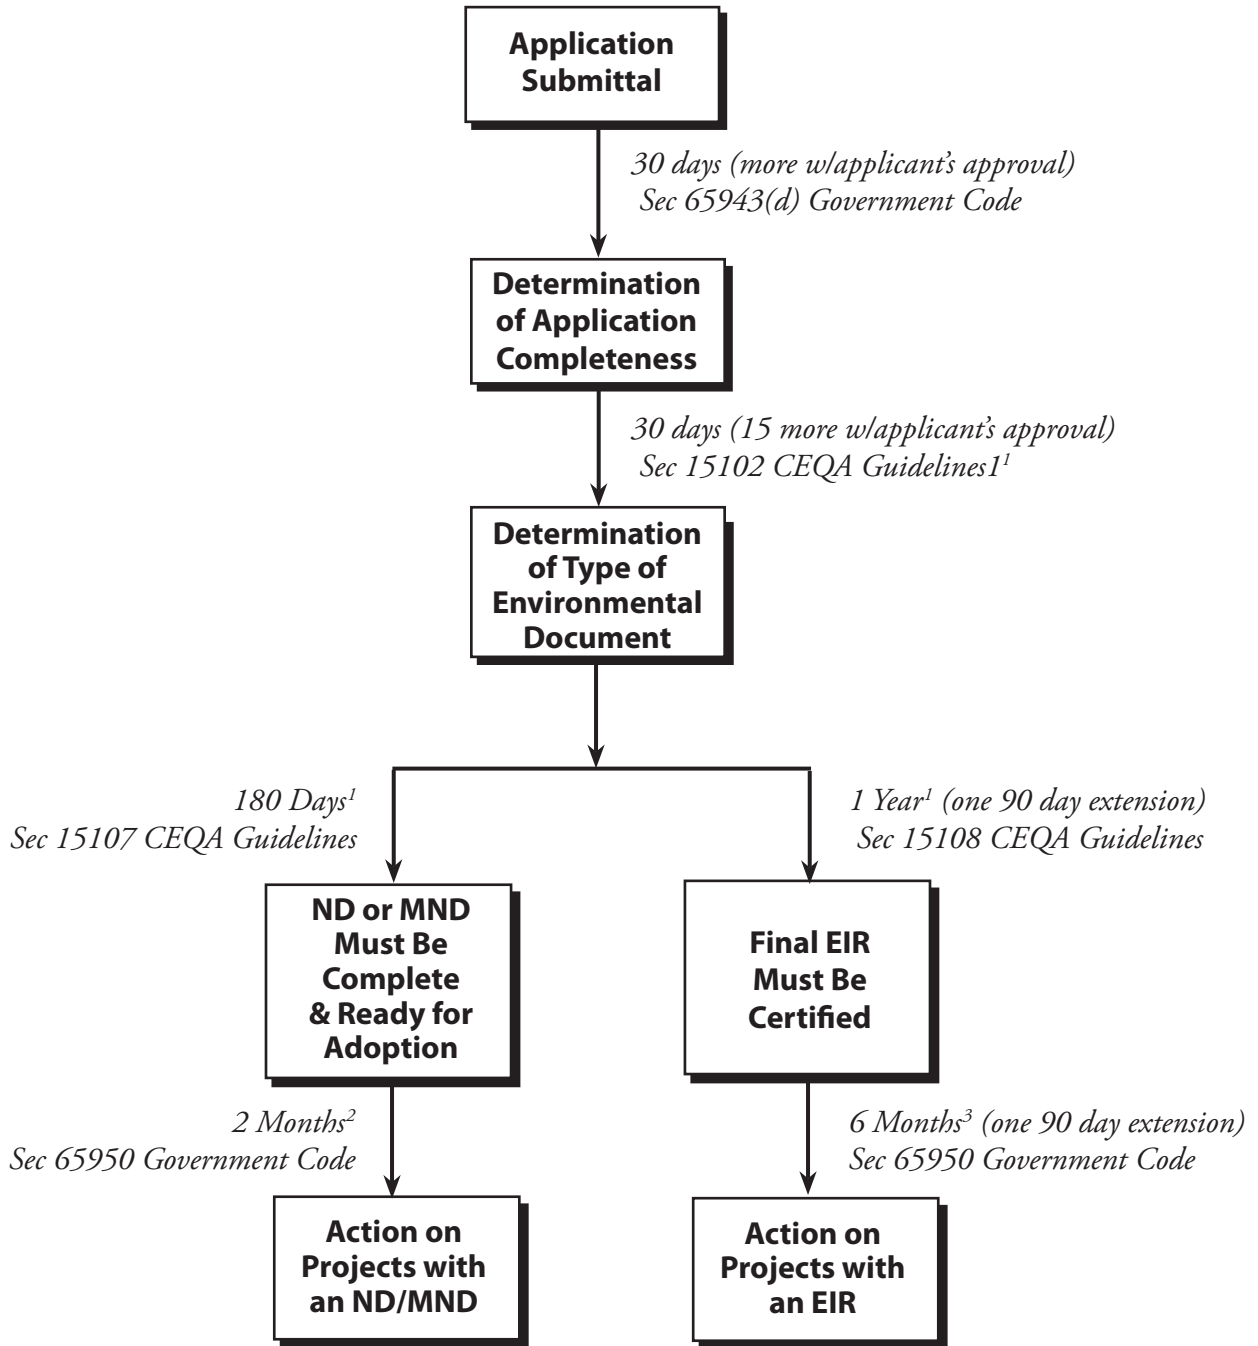 Application
Submittal
30 days (more w/applicant's approval)
Sec 65943(d) Government Code
Determination
of Application
Completeness
30 days (15 more w/applicant's approval)
Sec 15102 CEQA Guidelines1¹
Determination
of Type of
Environmental
Document
180 Days¹
Sec 15107 CEQA Guidelines
1 Year¹ (one 90 day extension)
Sec 15108 CEQA Guidelines
ND or MND
Must Be
Complete
& Ready for
Adoption
Final EIR
Must Be
Certified
2 Months²
Sec 65950 Government Code
6 Months³ (one 90 day extension)
Sec 65950 Government Code
Action on
Projects with
an ND/MND
Action on
Projects with
an EIR